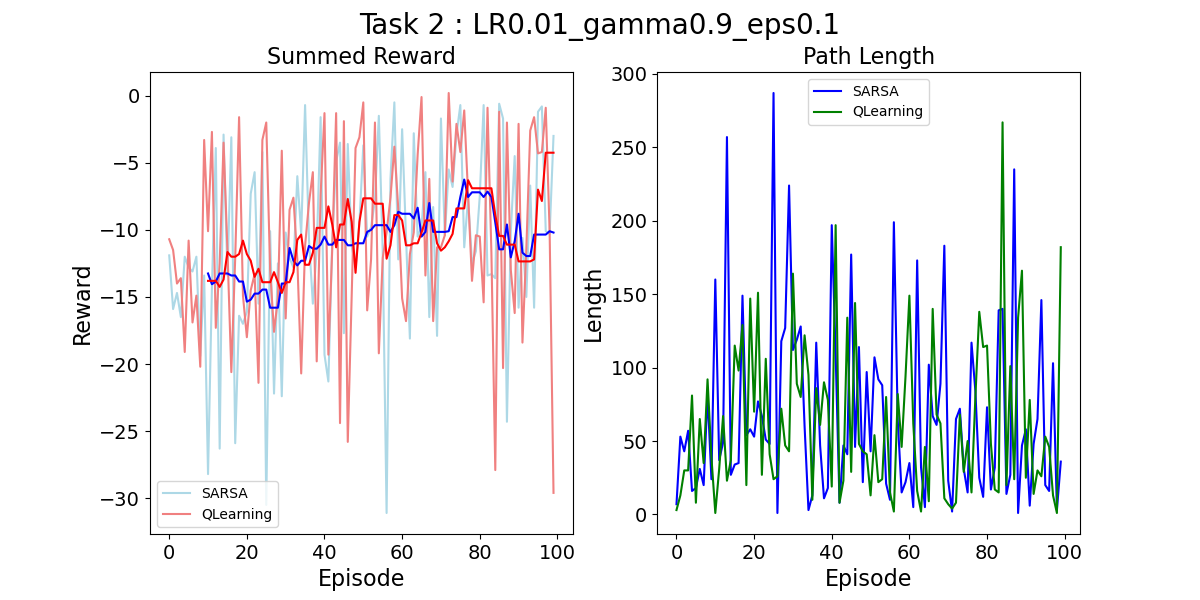 Task 2 : LR0.01_gamma0.9_eps0.1
Summed Reward
Path Length
Reward
0
−5
−10
−15
−20
−25
−30
SARSA
QLearning
0 20 40 60 80 100
Episode
Length
300
250
200
150
100
50
0
SARSA
QLearning
0 20 40 60 80 100
Episode